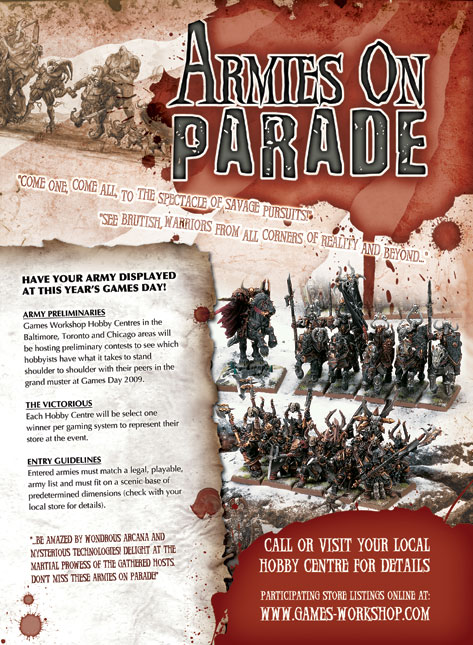 ARMIES ON
PARADE
"COME ONE, COME ALL, TO THE SPECTACLE OF SAVAGE PURSUITS!"
"SEE BRUTISH, WARRIORS FROM ALL CORNERS OF REALITY AND BEYOND..."
HAVE YOUR ARMY DISPLAYED
AT THIS YEAR'S GAMES DAY!
ARMY PRELIMINARIES
Games Workshop Hobby Centres in the
Baltimore, Toronto and Chicago areas will
be hosting preliminary contests to see which
hobbyists have what it takes to stand
shoulder to shoulder with their peers in the
grand muster at Games Day 2009.
THE VICTORIOUS
Each Hobby Centre will be select one
winner per gaming system to represent their
store at the event.
ENTRY GUIDELINES
Entered armies must match a legal, playable,
army list and must fit on a scenic base of
predetermined dimensions (check with your
local store for details).
"...BE AMAZED BY WONDROUS ARCANA AND
MYSTERIOUS TECHNOLOGIES! DELIGHT AT THE
MARTIAL PROWESS OF THE GATHERED HOSTS.
DON'T MISS THESE ARMIES ON PARADE"
CALL OR VISIT YOUR LOCAL
HOBBY CENTRE FOR DETAILS
PARTICIPATING STORE LISTINGS ONLINE AT:
WWW.GAMES-WORKSHOP.COM